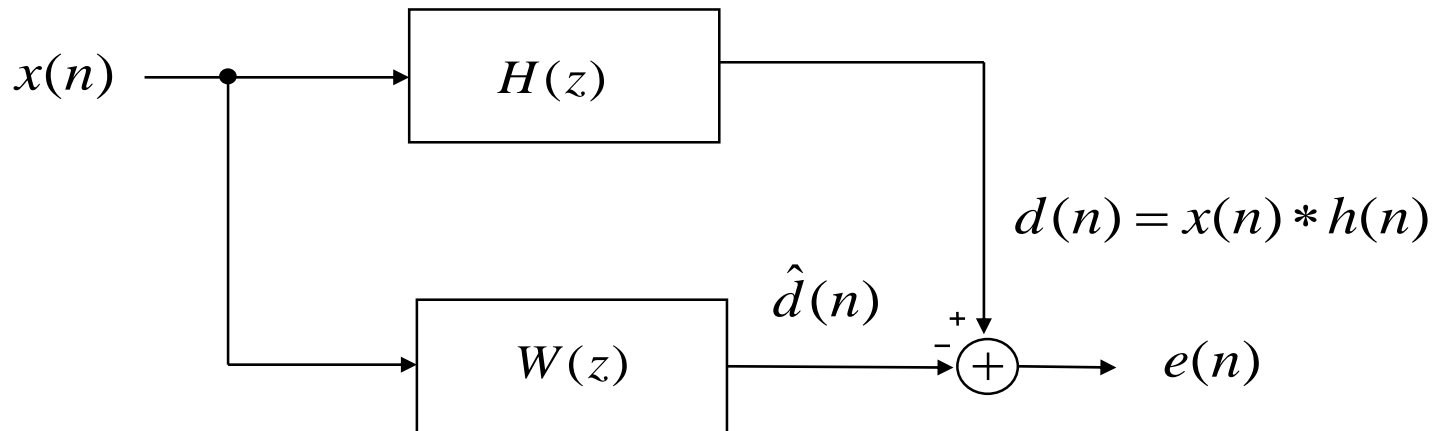 x(n)
H(z)
d(n) = x(n) * h(n)
d̂(n)
+
−
W(z)
+
e(n)